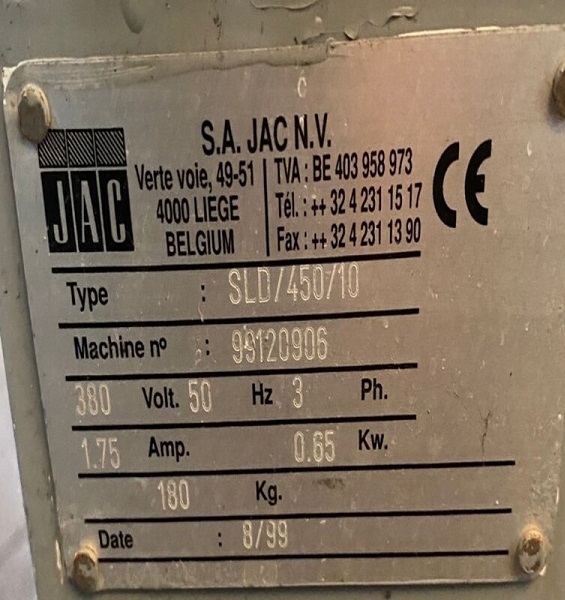 S.A. JAC N.V.
JAC
Verte voie, 49-51
4000 LIEGE
BELGIUM
TVA : BE 403 958 973
Tél. : ++ 32 4 231 15 17
Fax : ++ 32 4 231 13 90
CE
Type : SLD/450/10
Machine nº : 99120906
380 Volt. 50 Hz 3 Ph.
1.75 Amp. 0.65 Kw.
180 Kg.
Date : 8/99